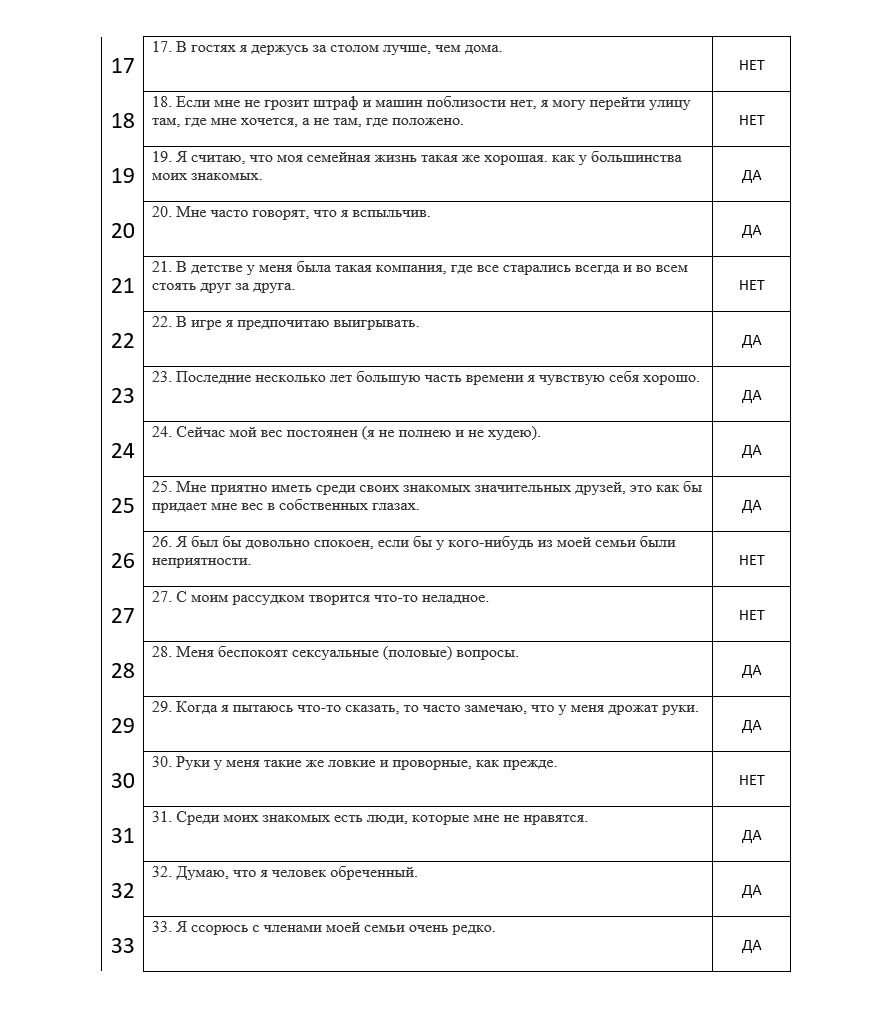 17 17. В гостях я держусь за столом лучше, чем дома. НЕТ
18 18. Если мне не грозит штраф и машин поблизости нет, я могу перейти улицу
там, где мне хочется, а не там, где положено. НЕТ
19 19. Я считаю, что моя семейная жизнь такая же хорошая. как у большинства
моих знакомых. ДА
20 20. Мне часто говорят, что я вспыльчив. ДА
21 21. В детстве у меня была такая компания, где все старались всегда и во всем
стоять друг за друга. НЕТ
22 22. В игре я предпочитаю выигрывать. ДА
23 23. Последние несколько лет большую часть времени я чувствую себя хорошо. ДА
24 24. Сейчас мой вес постоянен (я не полнею и не худею). ДА
25 25. Мне приятно иметь среди своих знакомых значительных друзей, это как бы
придает мне вес в собственных глазах. ДА
26 26. Я был бы довольно спокоен, если бы у кого-нибудь из моей семьи были
неприятности. НЕТ
27 27. С моим рассудком творится что-то неладное. НЕТ
28 28. Меня беспокоят сексуальные (половые) вопросы. ДА
29 29. Когда я пытаюсь что-то сказать, то часто замечаю, что у меня дрожат руки. ДА
30 30. Руки у меня такие же ловкие и проворные, как прежде. НЕТ
31 31. Среди моих знакомых есть люди, которые мне не нравятся. ДА
32 32. Думаю, что я человек обреченный. ДА
33 33. Я ссорюсь с членами моей семьи очень редко. ДА